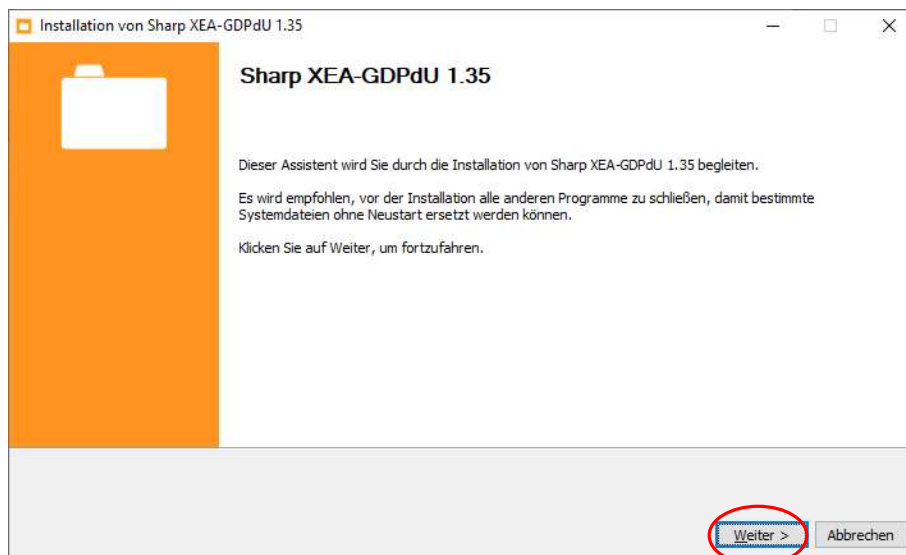 Installation von Sharp XEA-GDPdU 1.35
Sharp XEA-GDPdU 1.35
Dieser Assistent wird Sie durch die Installation von Sharp XEA-GDPdU 1.35 begleiten.
Es wird empfohlen, vor der Installation alle anderen Programme zu schließen, damit bestimmte
Systemdateien ohne Neustart ersetzt werden können.
Klicken Sie auf Weiter, um fortzufahren.
Weiter >
Abbrechen